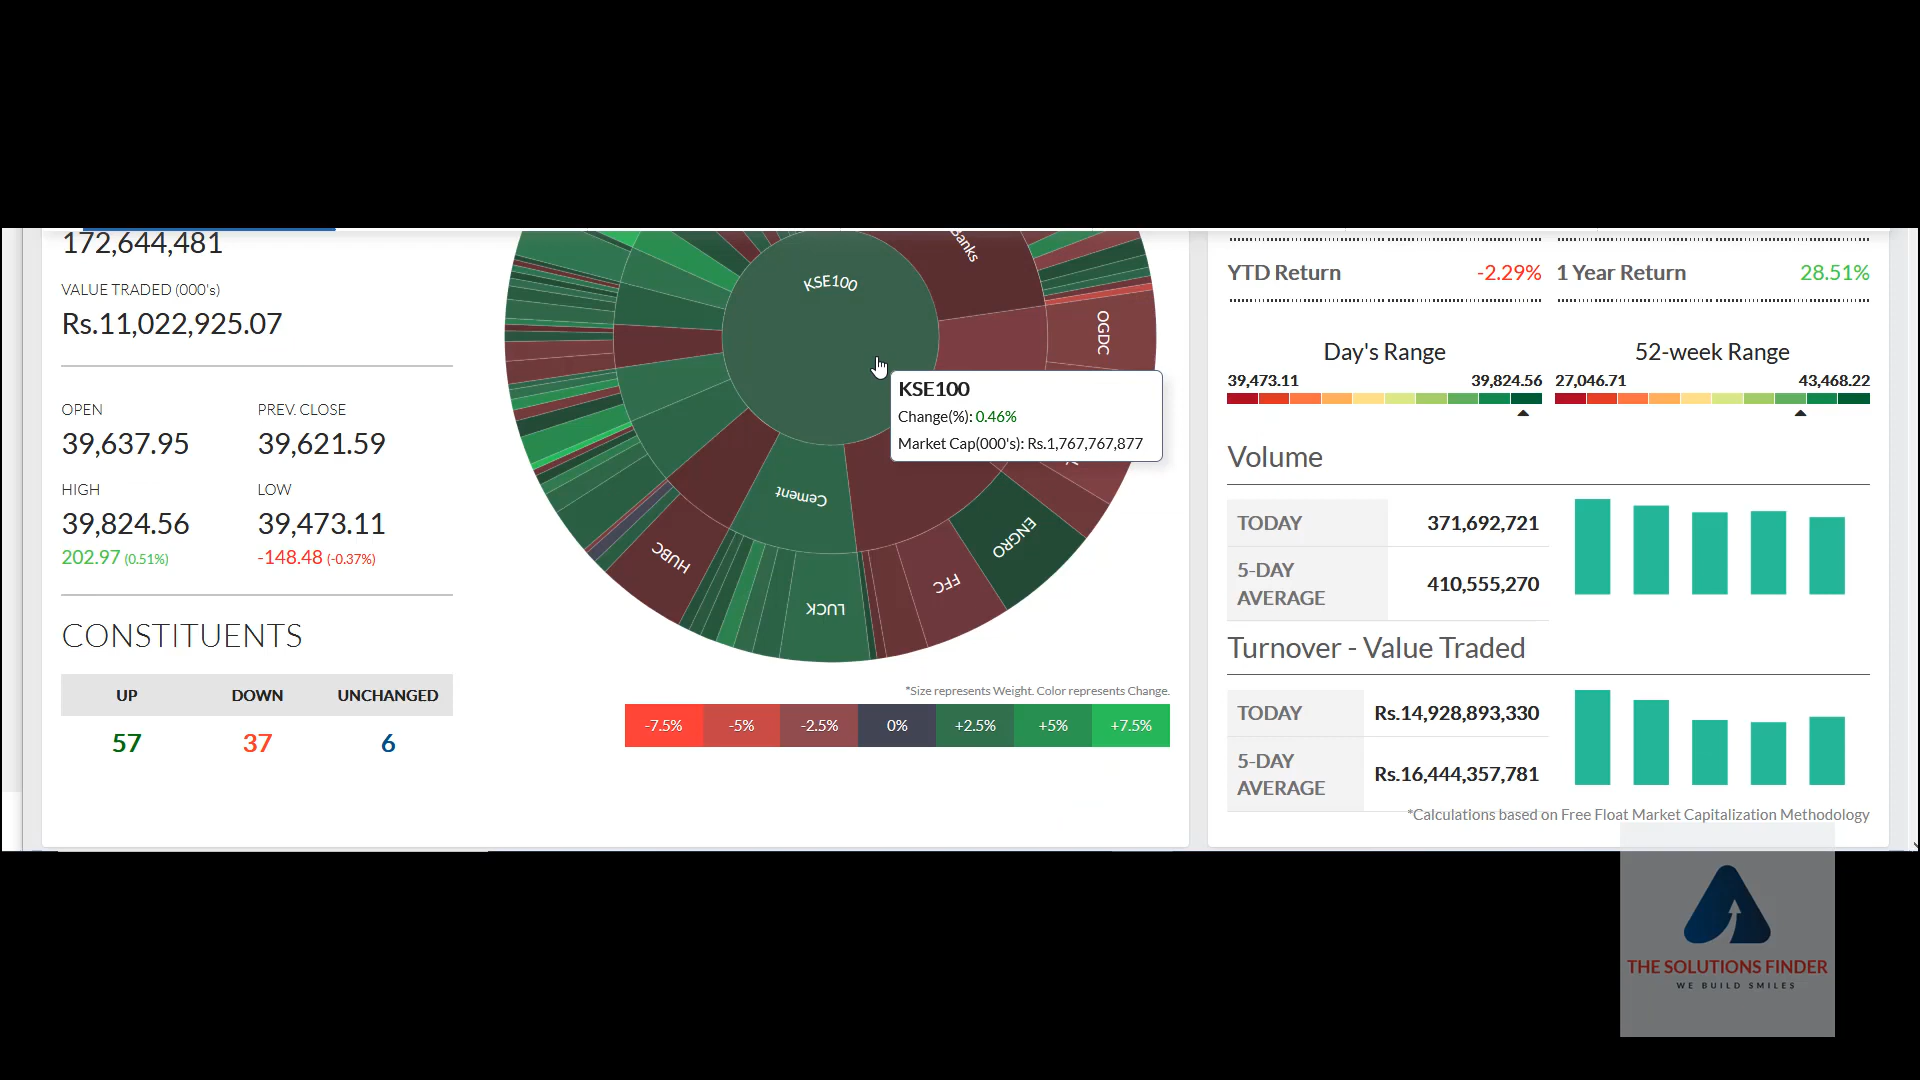 172,644,481
VALUE TRADED (000's)
Rs.11,022,925.07
OPEN
PREV. CLOSE
39,637.95
39,621.59
HIGH
LOW
39,824.56
39,473.11
202.97 (0.51%)
-148.48 (-0.37%)
CONSTITUENTS
UP DOWN UNCHANGED
57 37 6
KSE100
Banks
OGDC
ENGRO
FFC
LUCK
Cement
HUBC
KSE100
Change(%): 0.46%
Market Cap(000's): Rs.1,767,767,877
*Size represents Weight. Color represents Change.
-7.5% -5% -2.5% 0% +2.5% +5% +7.5%
YTD Return -2.29%
1 Year Return 28.51%
Day's Range
39,473.11 39,824.56
52-week Range
27,046.71 43,468.22
Volume
TODAY 371,692,721
5-DAY
AVERAGE
410,555,270
Turnover - Value Traded
TODAY Rs.14,928,893,330
5-DAY
AVERAGE
Rs.16,444,357,781
*Calculations based on Free Float Market Capitalization Methodology
THE SOLUTIONS FINDER
WE BUILD SMILES